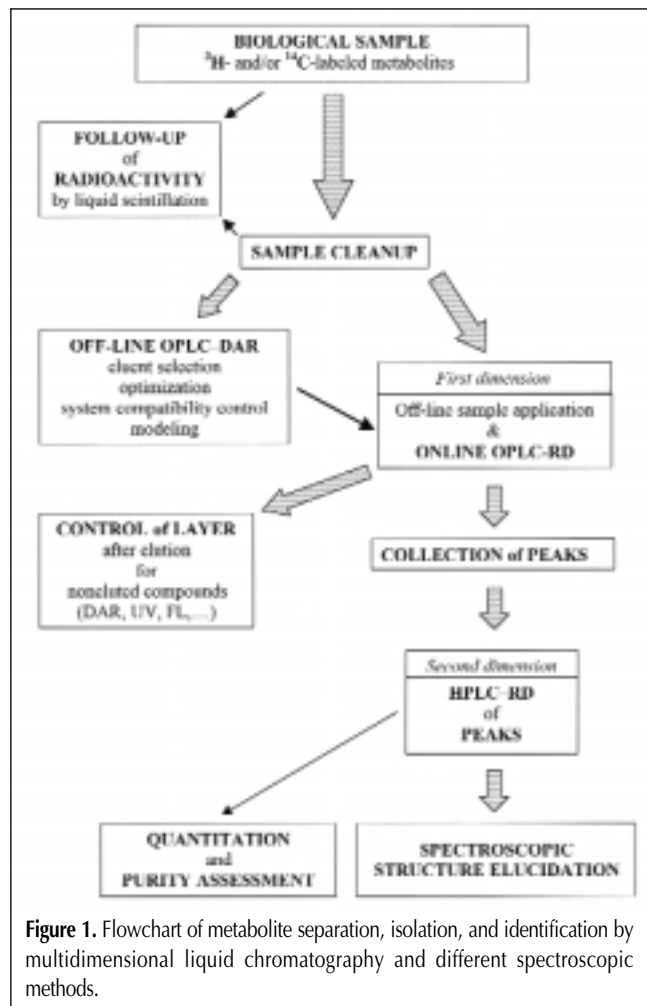 BIOLOGICAL SAMPLE
³H- and/or ¹⁴C-labeled metabolites
FOLLOW-UP
of
RADIOACTIVITY
by liquid scintillation
SAMPLE CLEANUP
OFF-LINE OPLC-DAR
eluent selection
optimization
system compatibility control
modeling
First dimension
Off-line sample application
&
ONLINE OPLC-RD
CONTROL of LAYER
after elution
for
noneluted compounds
(DAR, UV, FL,…)
COLLECTION of PEAKS
Second dimension
HPLC-RD
of
PEAKS
QUANTITATION
and
PURITY ASSESSMENT
SPECTROSCOPIC
STRUCTURE ELUCIDATION
Figure 1. Flowchart of metabolite separation, isolation, and identification by
multidimensional liquid chromatography and different spectroscopic
methods.